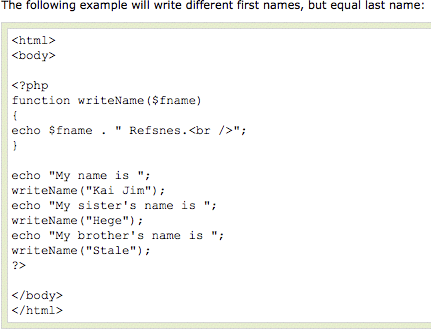 The following example will write different first names, but equal last name:
<html>
<body>
<?php
function writeName($fname)
{
echo $fname . " Refsnes.<br />";
}
echo "My name is ";
writeName("Kai Jim");
echo "My sister's name is ";
writeName("Hege");
echo "My brother's name is ";
writeName("Stale");
?>
</body>
</html>